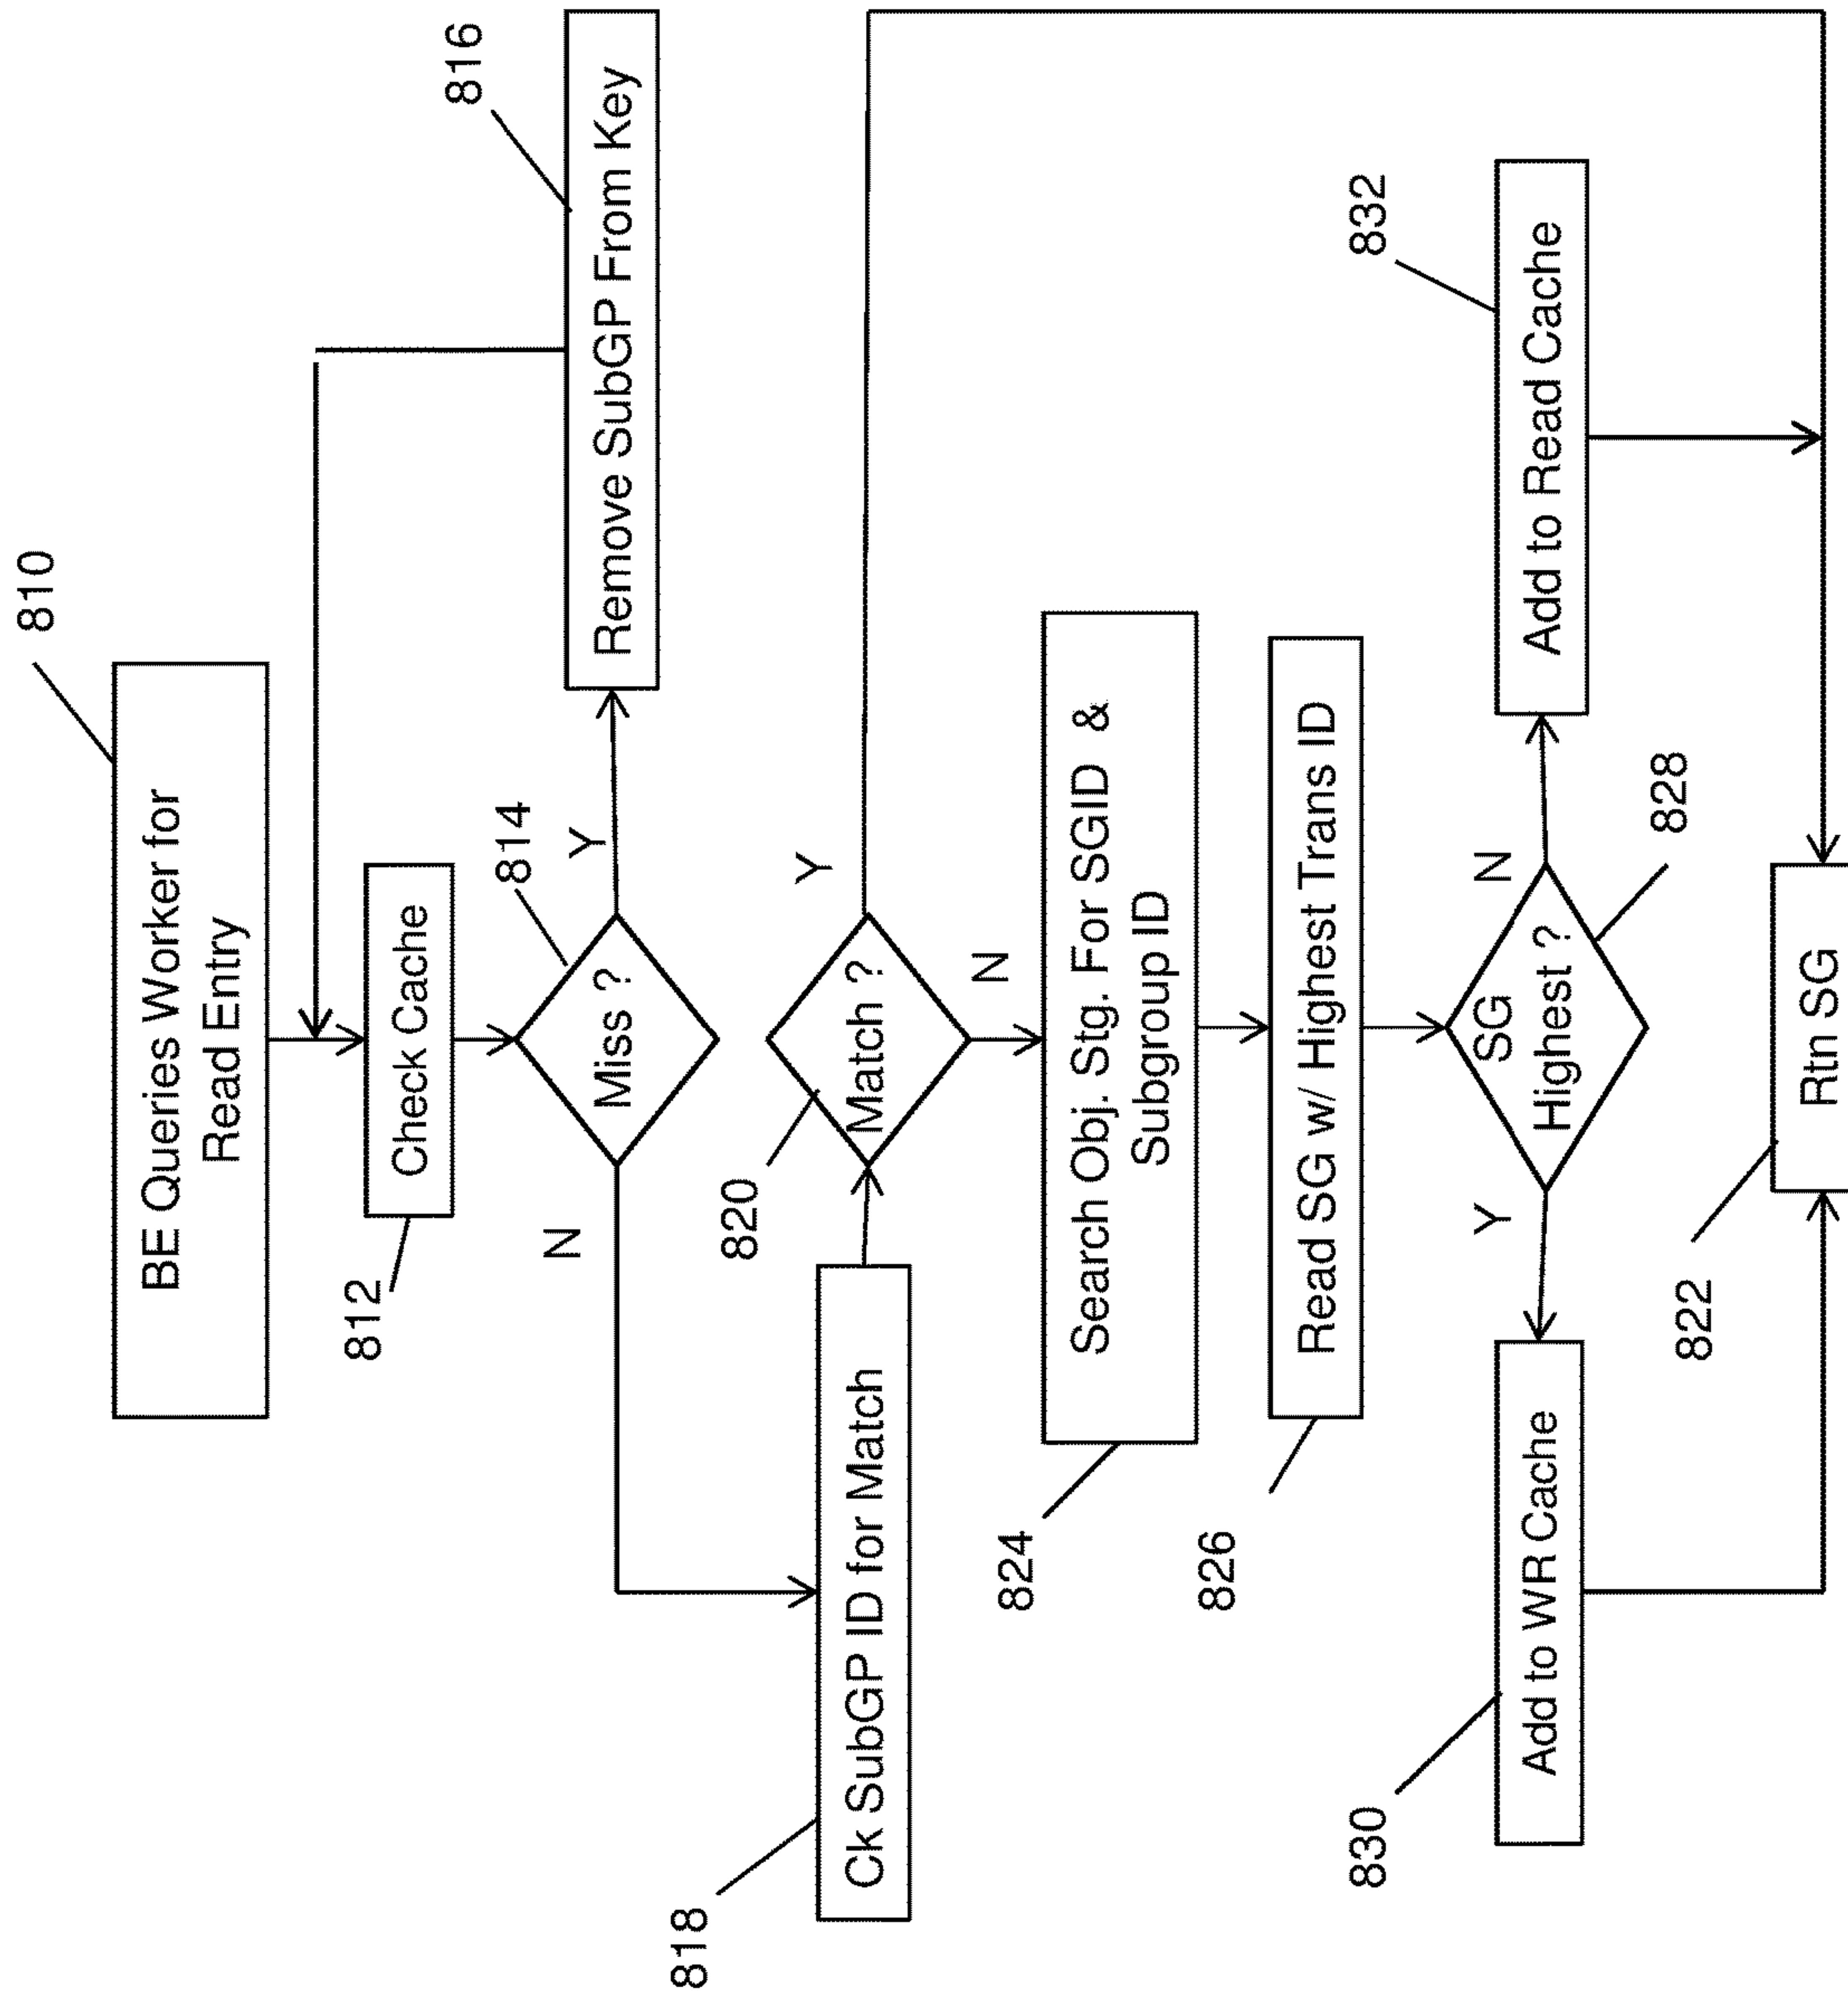 810
BE Queries Worker for
Read Entry
812
Check Cache
814
Miss ?
Y
N
816
Remove SubGP From Key
818
Ck SubGP ID for Match
820
Match ?
Y
N
824
Search Obj. Stg. For SGID &
Subgroup ID
826
Read SG w/ Highest Trans ID
828
SG
Highest ?
Y
N
830
Add to WR Cache
832
Add to Read Cache
822
Rtn SG